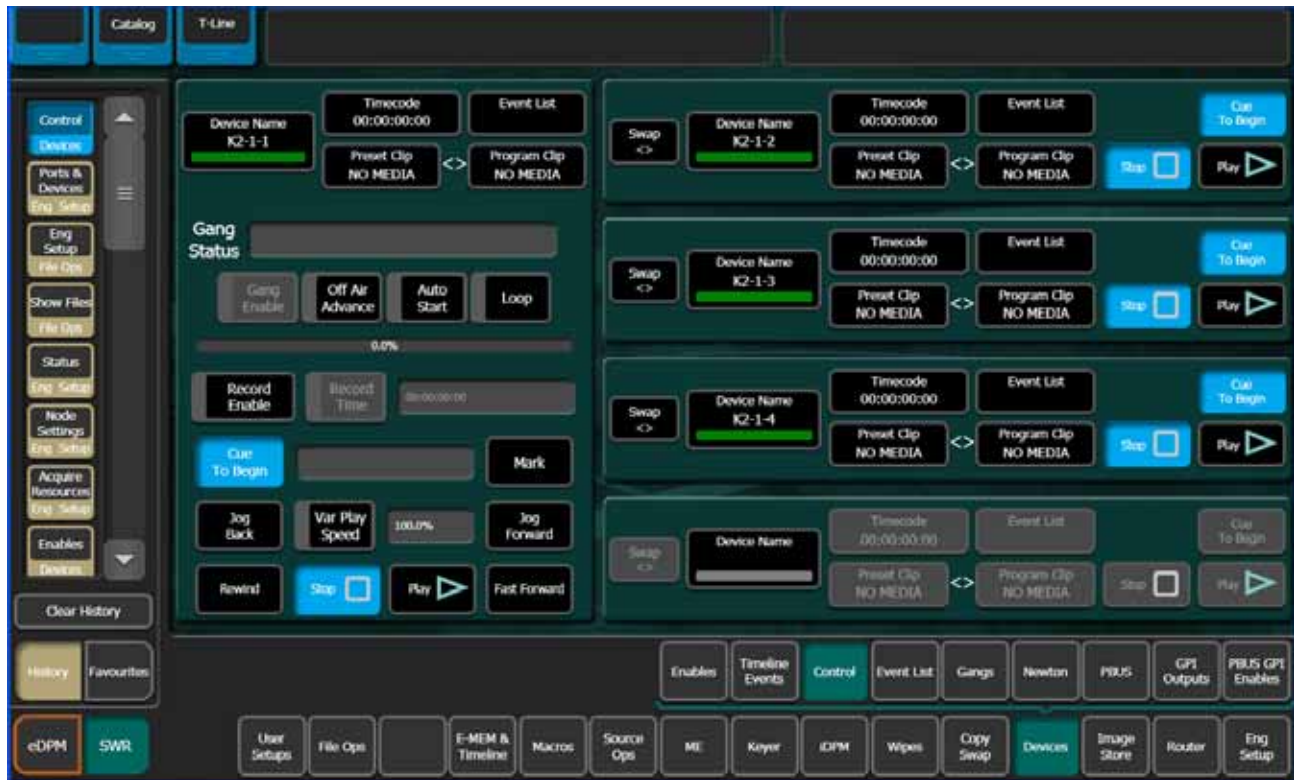 Catalog
T-Line
Control
Devices
Ports &
Devices
Eng Setup
Eng
Setup
File Ops
Show Files
File Ops
Status
Eng Setup
Node
Settings
Eng Setup
Acquire
Resources
Eng Setup
Enables
Devices
Clear History
History
Favourites
eDPM
SWR
Device Name
K2-1-1
Timecode
00:00:00:00
Event List
Preset Clip
NO MEDIA
<>
Program Clip
NO MEDIA
Gang
Status
Gang
Enable
Off Air
Advance
Auto
Start
Loop
0.0%
Record
Enable
Record
Time
00:00:00:00
Cue
To Begin
Mark
Jog
Back
Var Play
Speed
100.0%
Jog
Forward
Rewind
Stop
Play
Fast Forward
Swap
<>
Device Name
K2-1-2
Timecode
00:00:00:00
Event List
Cue
To Begin
Preset Clip
NO MEDIA
<>
Program Clip
NO MEDIA
Stop
Play
Swap
<>
Device Name
K2-1-3
Timecode
00:00:00:00
Event List
Cue
To Begin
Preset Clip
NO MEDIA
<>
Program Clip
NO MEDIA
Stop
Play
Swap
<>
Device Name
K2-1-4
Timecode
00:00:00:00
Event List
Cue
To Begin
Preset Clip
NO MEDIA
<>
Program Clip
NO MEDIA
Stop
Play
Swap
<>
Device Name
Timecode
00:00:00:00
Event List
Cue
To Begin
Preset Clip
NO MEDIA
<>
Program Clip
NO MEDIA
Stop
Play
Enables
Timeline
Events
Control
Event List
Gangs
Newton
PBUS
GPI
Outputs
PBUS GPI
Enables
User
Setups
File Ops
E-MEM &
Timeline
Macros
Source
Ops
ME
Keyer
iDPM
Wipes
Copy
Swap
Devices
Image
Store
Router
Eng
Setup